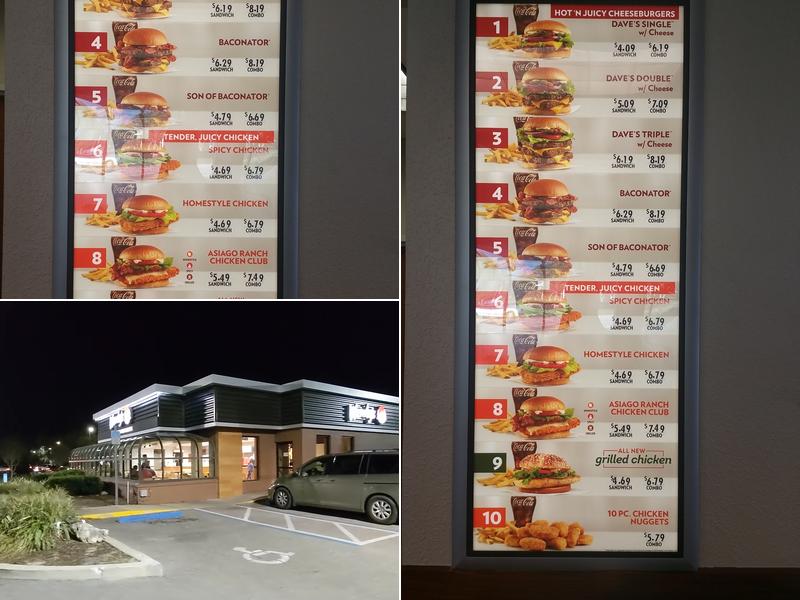 $6.19 SANDWICH $8.19 COMBO
4 BACONATOR
$6.29 SANDWICH $8.19 COMBO
5 SON OF BACONATOR
$4.79 SANDWICH $6.69 COMBO
TENDER, JUICY CHICKEN
6 SPICY CHICKEN
$4.69 SANDWICH $6.79 COMBO
7 HOMESTYLE CHICKEN
$4.69 SANDWICH $6.79 COMBO
8 ASIAGO RANCH
CHICKEN CLUB
$5.49 SANDWICH $7.49 COMBO
HOT 'N JUICY CHEESEBURGERS
1 DAVE'S SINGLE
w/ Cheese
$4.09 SANDWICH $6.19 COMBO
2 DAVE'S DOUBLE
w/ Cheese
$5.09 SANDWICH $7.09 COMBO
3 DAVE'S TRIPLE
w/ Cheese
$6.19 SANDWICH $8.19 COMBO
4 BACONATOR
$6.29 SANDWICH $8.19 COMBO
5 SON OF BACONATOR
$4.79 SANDWICH $6.69 COMBO
TENDER, JUICY CHICKEN
6 SPICY CHICKEN
$4.69 SANDWICH $6.79 COMBO
7 HOMESTYLE CHICKEN
$4.69 SANDWICH $6.79 COMBO
8 ASIAGO RANCH
CHICKEN CLUB
$5.49 SANDWICH $7.49 COMBO
9 ALL NEW
grilled chicken
$4.69 SANDWICH $6.79 COMBO
10 10 PC. CHICKEN
NUGGETS
$5.79
COMBO